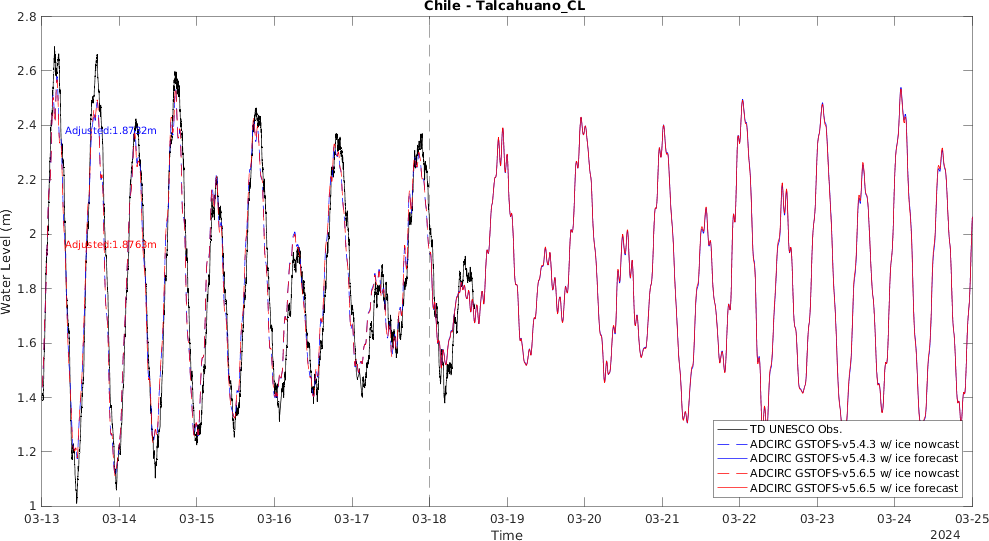 Chile - Talcahuano_CL
2.8
2.6
2.4
2.2
2
1.8
1.6
1.4
1.2
1
Water Level (m)
Adjusted:1.8732m
Adjusted:1.8763m
TD UNESCO Obs.
ADCIRC GSTOFS-v5.4.3 w/ ice nowcast
ADCIRC GSTOFS-v5.4.3 w/ ice forecast
ADCIRC GSTOFS-v5.6.5 w/ ice nowcast
ADCIRC GSTOFS-v5.6.5 w/ ice forecast
03-13 03-14 03-15 03-16 03-17 03-18 03-19 03-20 03-21 03-22 03-23 03-24 03-25
Time
2024